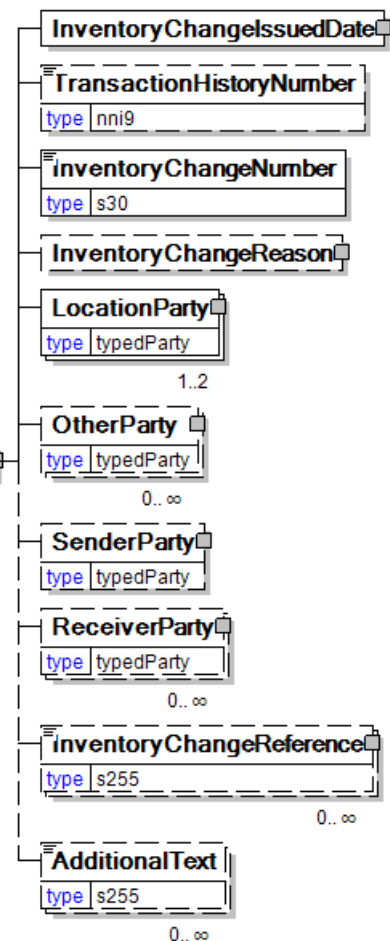 InventoryChangeIssuedDate
TransactionHistoryNumber
type nni9
InventoryChangeNumber
type s30
InventoryChangeReason
LocationParty
type typedParty
1..2
OtherParty
type typedParty
0.. ∞
SenderParty
type typedParty
ReceiverParty
type typedParty
0.. ∞
InventoryChangeReference
type s255
0.. ∞
AdditionalText
type s255
0.. ∞